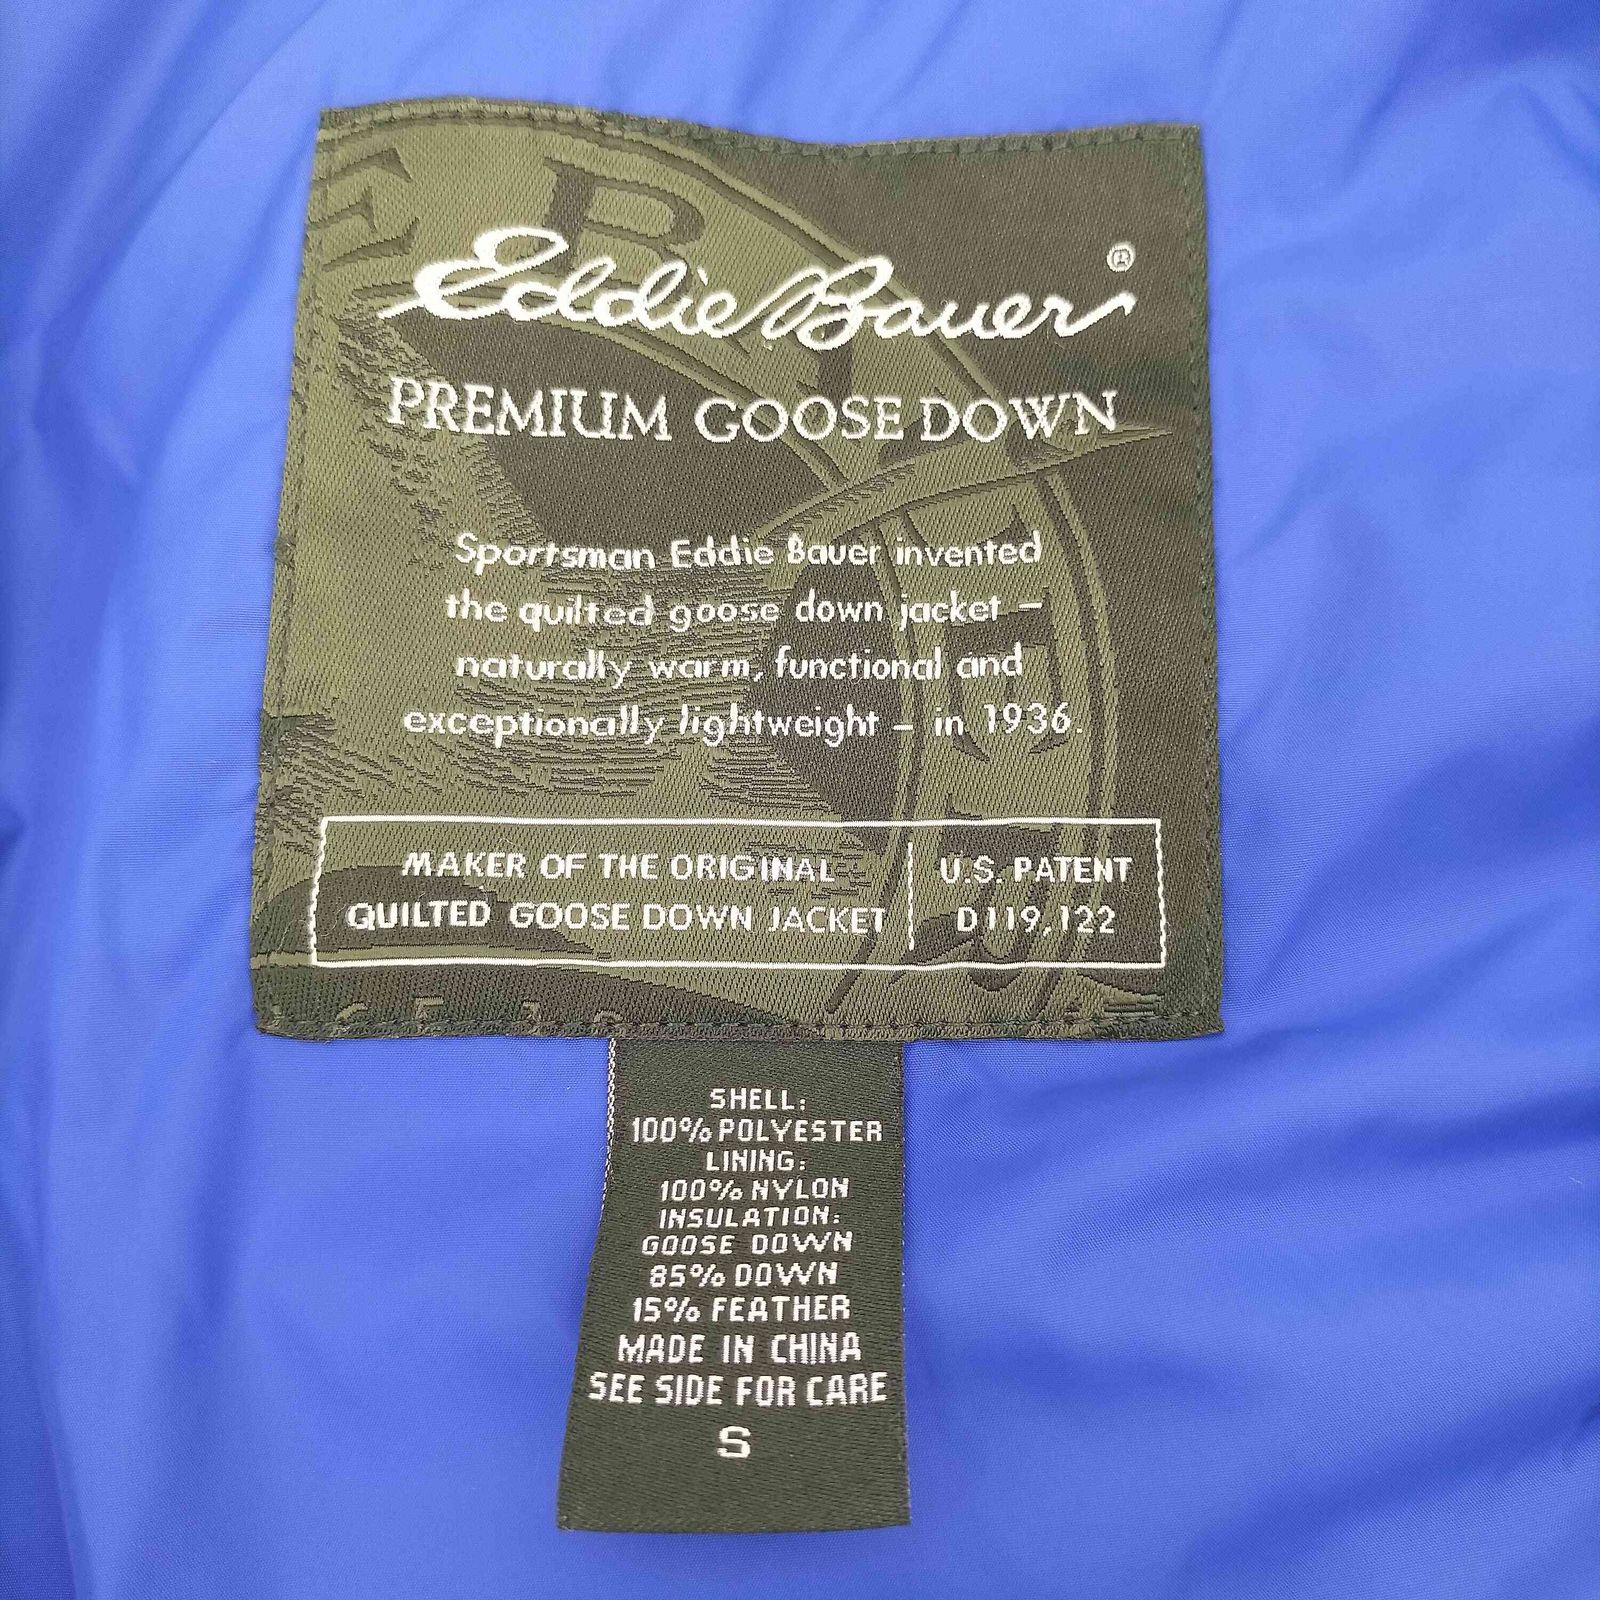 Eddie Bauer ®
PREMIUM GOOSE DOWN
Sportsman Eddie Bauer invented
the quilted goose down jacket –
naturally warm, functional and
exceptionally lightweight – in 1936.
MAKER OF THE ORIGINAL
QUILTED GOOSE DOWN JACKET
U.S. PATENT
D119,122
SHELL:
100% POLYESTER
LINING:
100% NYLON
INSULATION:
GOOSE DOWN
85% DOWN
15% FEATHER
MADE IN CHINA
SEE SIDE FOR CARE
S